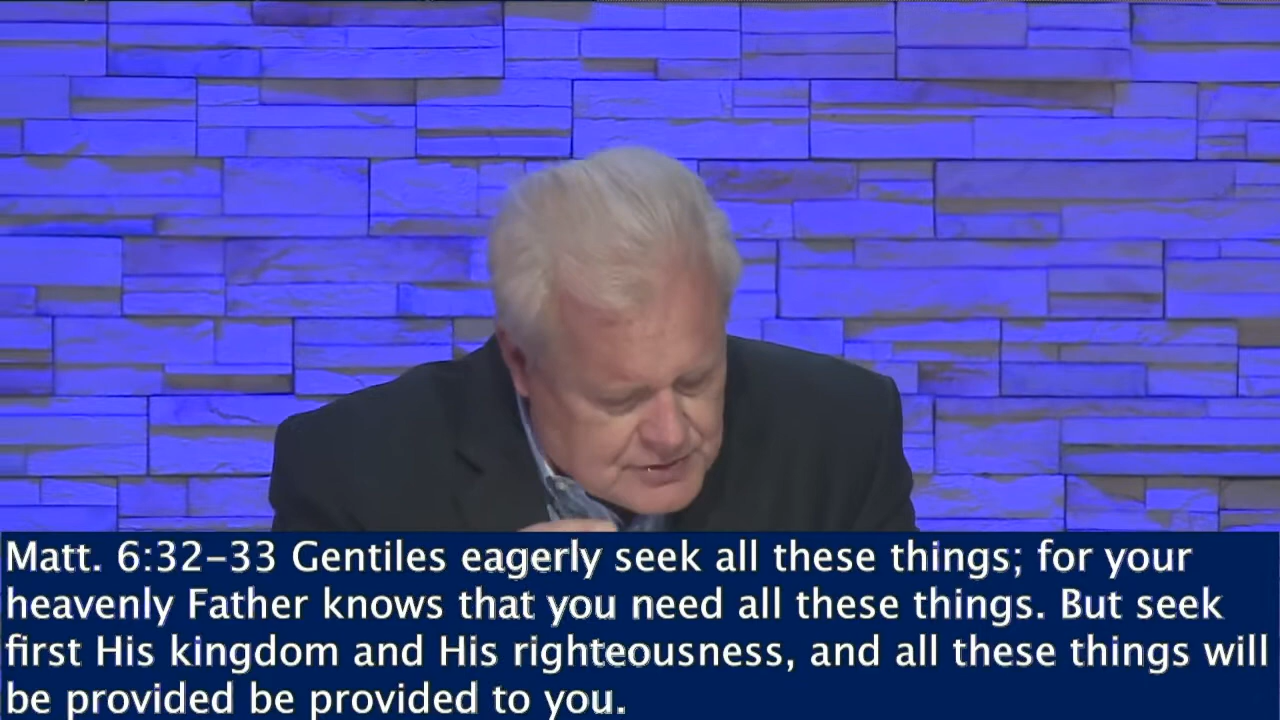 Matt. 6:32-33 Gentiles eagerly seek all these things; for your
heavenly Father knows that you need all these things. But seek
first His kingdom and His righteousness, and all these things will
be provided be provided to you.